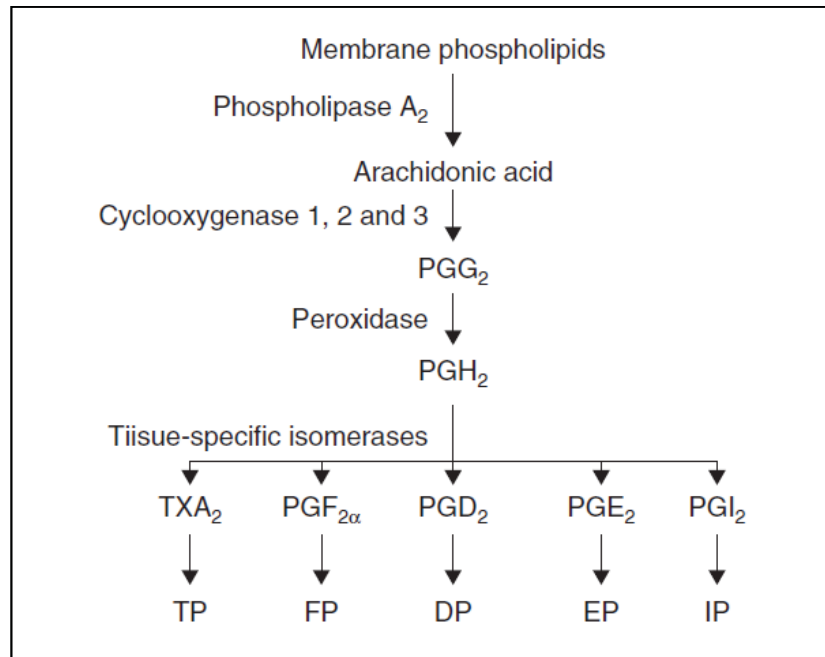 Membrane phospholipids
Phospholipase A₂
Arachidonic acid
Cyclooxygenase 1, 2 and 3
PGG₂
Peroxidase
PGH₂
Tiisue-specific isomerases
TXA₂ PGF₂α PGD₂ PGE₂ PGI₂
TP FP DP EP IP